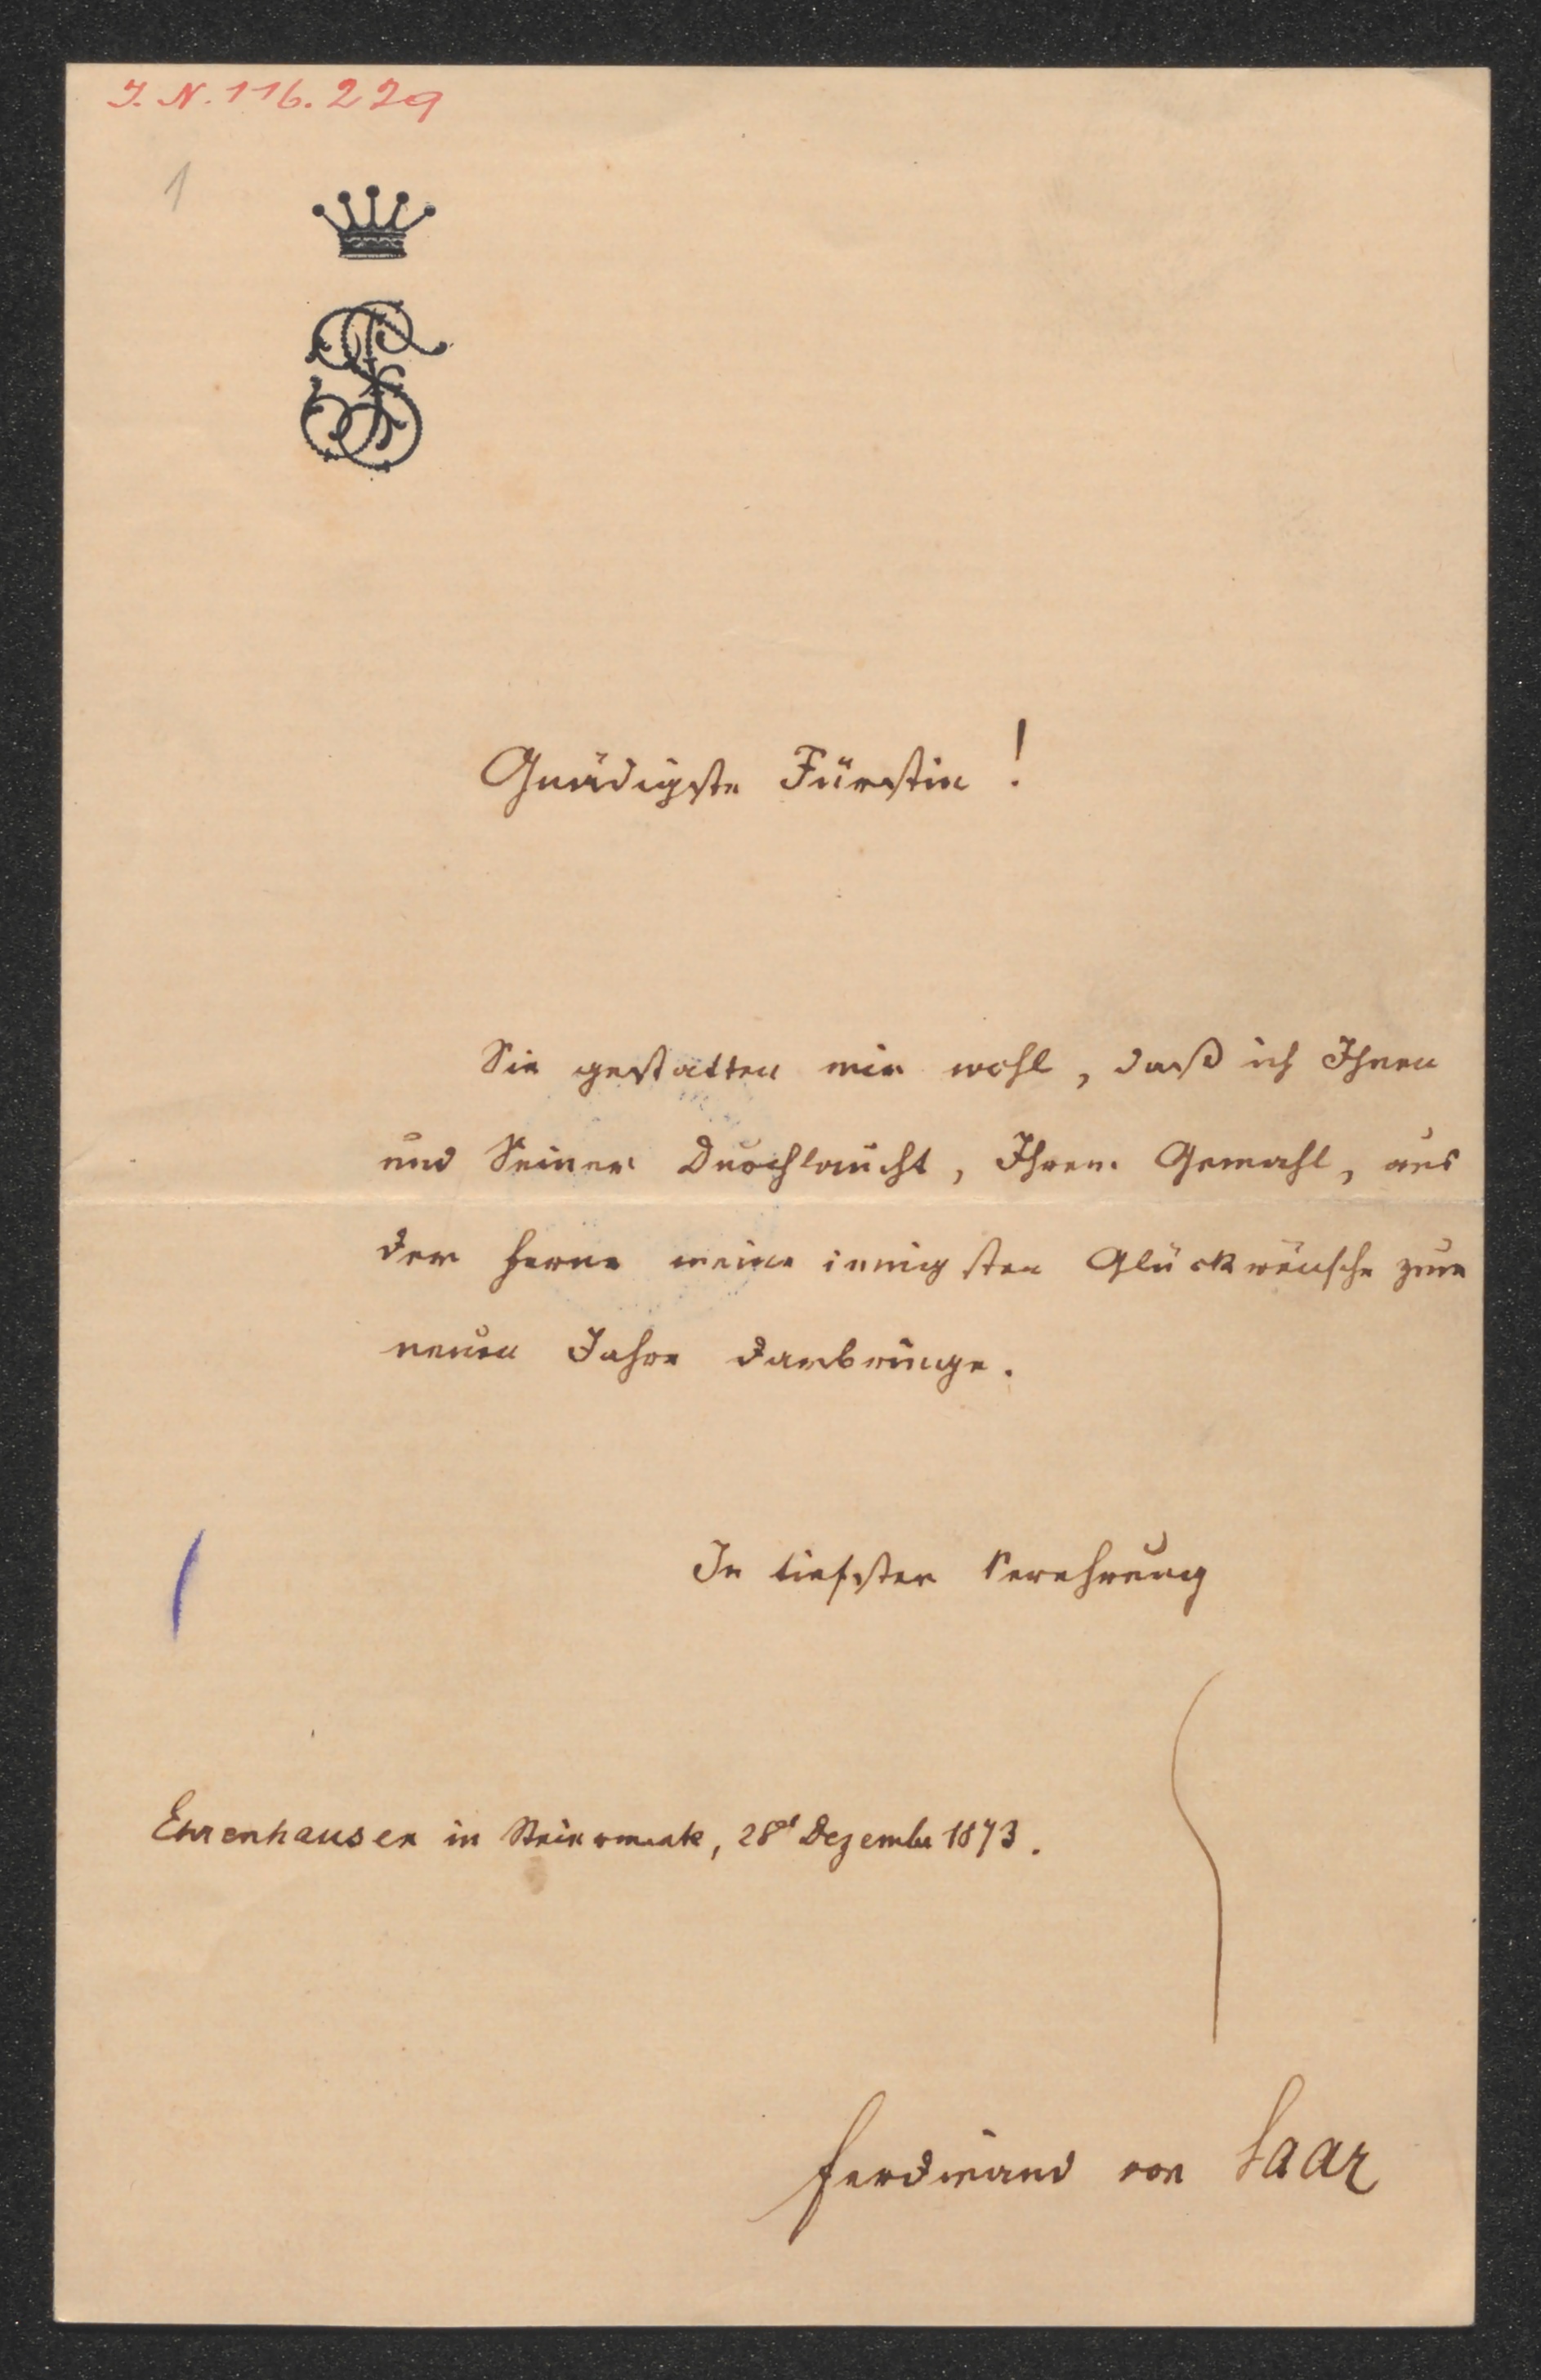 J. N. 116.229
1
Gnädigste Fürstin!
Sie gestatten mir wohl, daß ich Ihnen
und Seiner Durchlaucht, Ihrem Gemahl, aus
der Ferne meine innigsten Glückwünsche zum
neuen Jahre darbringe.
In tiefster Verehrung
Ehrenhausen in Steiermark, 28st Dezember 1873.
Ferdinand von Saar